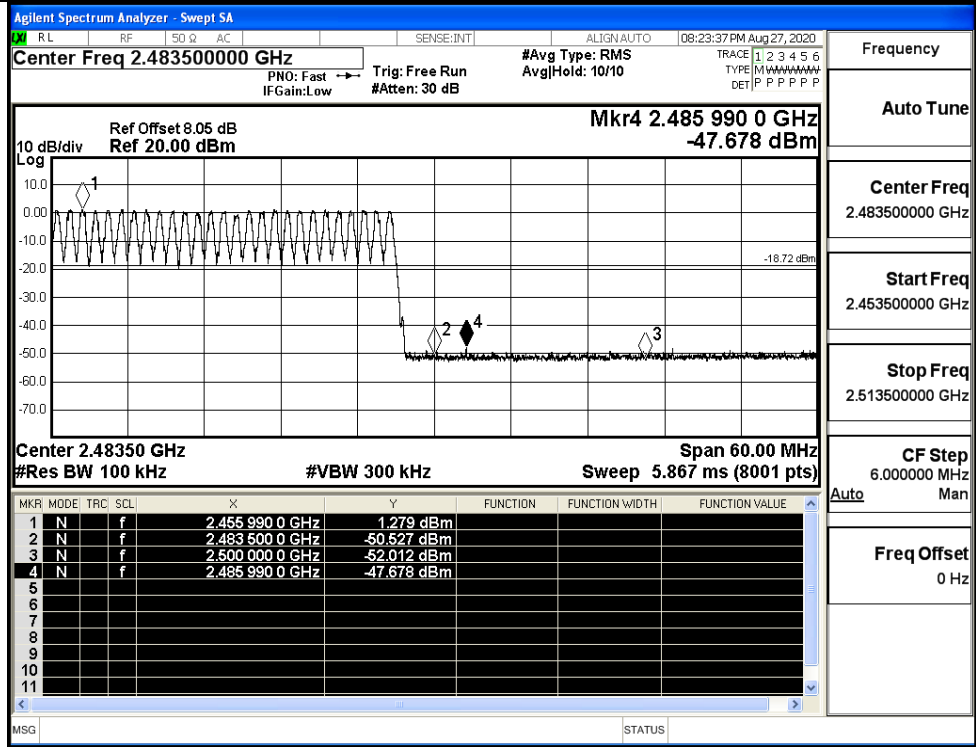 Agilent Spectrum Analyzer - Swept SA
LXI RL RF 50 Ω AC SENSE:INT ALIGN AUTO 08:23:37 PM Aug 27, 2020
Center Freq 2.483500000 GHz
PNO: Fast
IFGain:Low
Trig: Free Run
#Atten: 30 dB
#Avg Type: RMS
Avg|Hold: 10/10
TRACE 1 2 3 4 5 6
TYPE M W W W W W
DET P P P P P P
Mkr4 2.485 990 0 GHz
-47.678 dBm
Ref Offset 8.05 dB
10 dB/div Ref 20.00 dBm
Log
10.0
0.00
-10.0
-20.0
-30.0
-40.0
-50.0
-60.0
-70.0
1
2
4
3
-18.72 dBm
Center 2.48350 GHz Span 60.00 MHz
#Res BW 100 kHz #VBW 300 kHz Sweep 5.867 ms (8001 pts)
MKR MODE TRC SCL X Y FUNCTION FUNCTION WIDTH FUNCTION VALUE
1 N f 2.455 990 0 GHz 1.279 dBm
2 N f 2.483 500 0 GHz -50.527 dBm
3 N f 2.500 000 0 GHz -52.012 dBm
4 N f 2.485 990 0 GHz -47.678 dBm
5
6
7
8
9
10
11
MSG STATUS
Frequency
Auto Tune
Center Freq
2.483500000 GHz
Start Freq
2.453500000 GHz
Stop Freq
2.513500000 GHz
CF Step
6.000000 MHz
Auto Man
Freq Offset
0 Hz